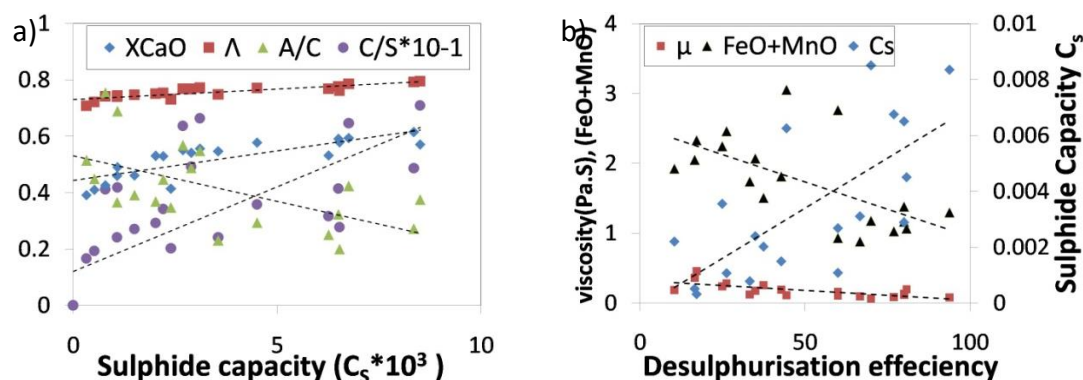 a)
XCaO Λ A/C C/S*10-1
1
0.8
0.6
0.4
0.2
0
0 5 10
Sulphide capacity (Cs*10³)
b)
μ FeO+MnO Cs
viscosity(Pa.S), (FeO+MnO)
4
3
2
1
0
0 50 100
Desulphurisation effeciency
0.01
0.008
0.006
0.004
0.002
0
Sulphide Capacity Cs